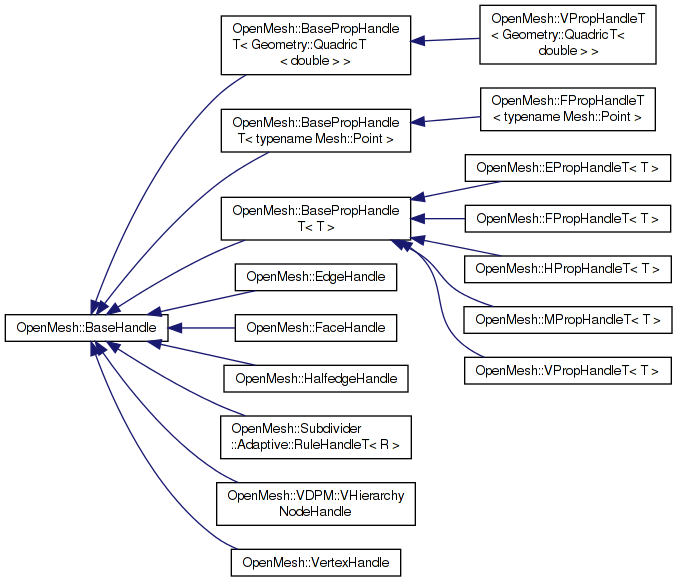 OpenMesh::BaseHandle
OpenMesh::BasePropHandle
T< Geometry::QuadricT
< double > >
OpenMesh::VPropHandleT
< Geometry::QuadricT<
double > >
OpenMesh::BasePropHandle
T< typename Mesh::Point >
OpenMesh::FPropHandleT
< typename Mesh::Point >
OpenMesh::BasePropHandle
T< T >
OpenMesh::EPropHandleT< T >
OpenMesh::FPropHandleT< T >
OpenMesh::HPropHandleT< T >
OpenMesh::MPropHandleT< T >
OpenMesh::VPropHandleT< T >
OpenMesh::EdgeHandle
OpenMesh::FaceHandle
OpenMesh::HalfedgeHandle
OpenMesh::Subdivider
::Adaptive::RuleHandleT< R >
OpenMesh::VDPM::VHierarchy
NodeHandle
OpenMesh::VertexHandle